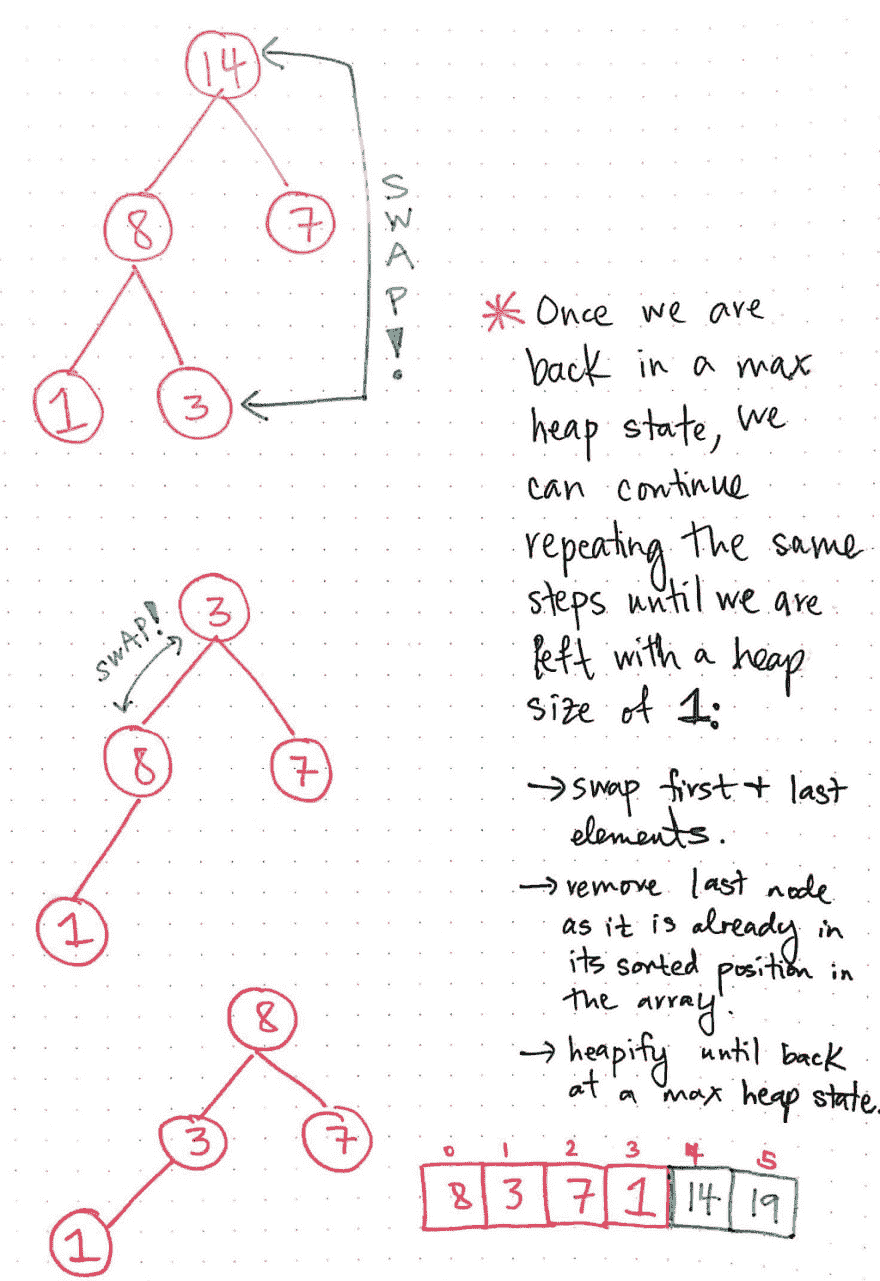 14
8
7
1
3
SWAP!
3
SWAP!
8
7
1
8
3
7
1
* Once we are
back in a max
heap state, we
can continue
repeating the same
steps until we are
left with a heap
size of 1:
→ swap first + last
elements.
→ remove last node
as it is already in
its sorted position in
the array.
→ heapify until back
at a max heap state.
0 1 2 3 4 5
8 3 7 1 14 19